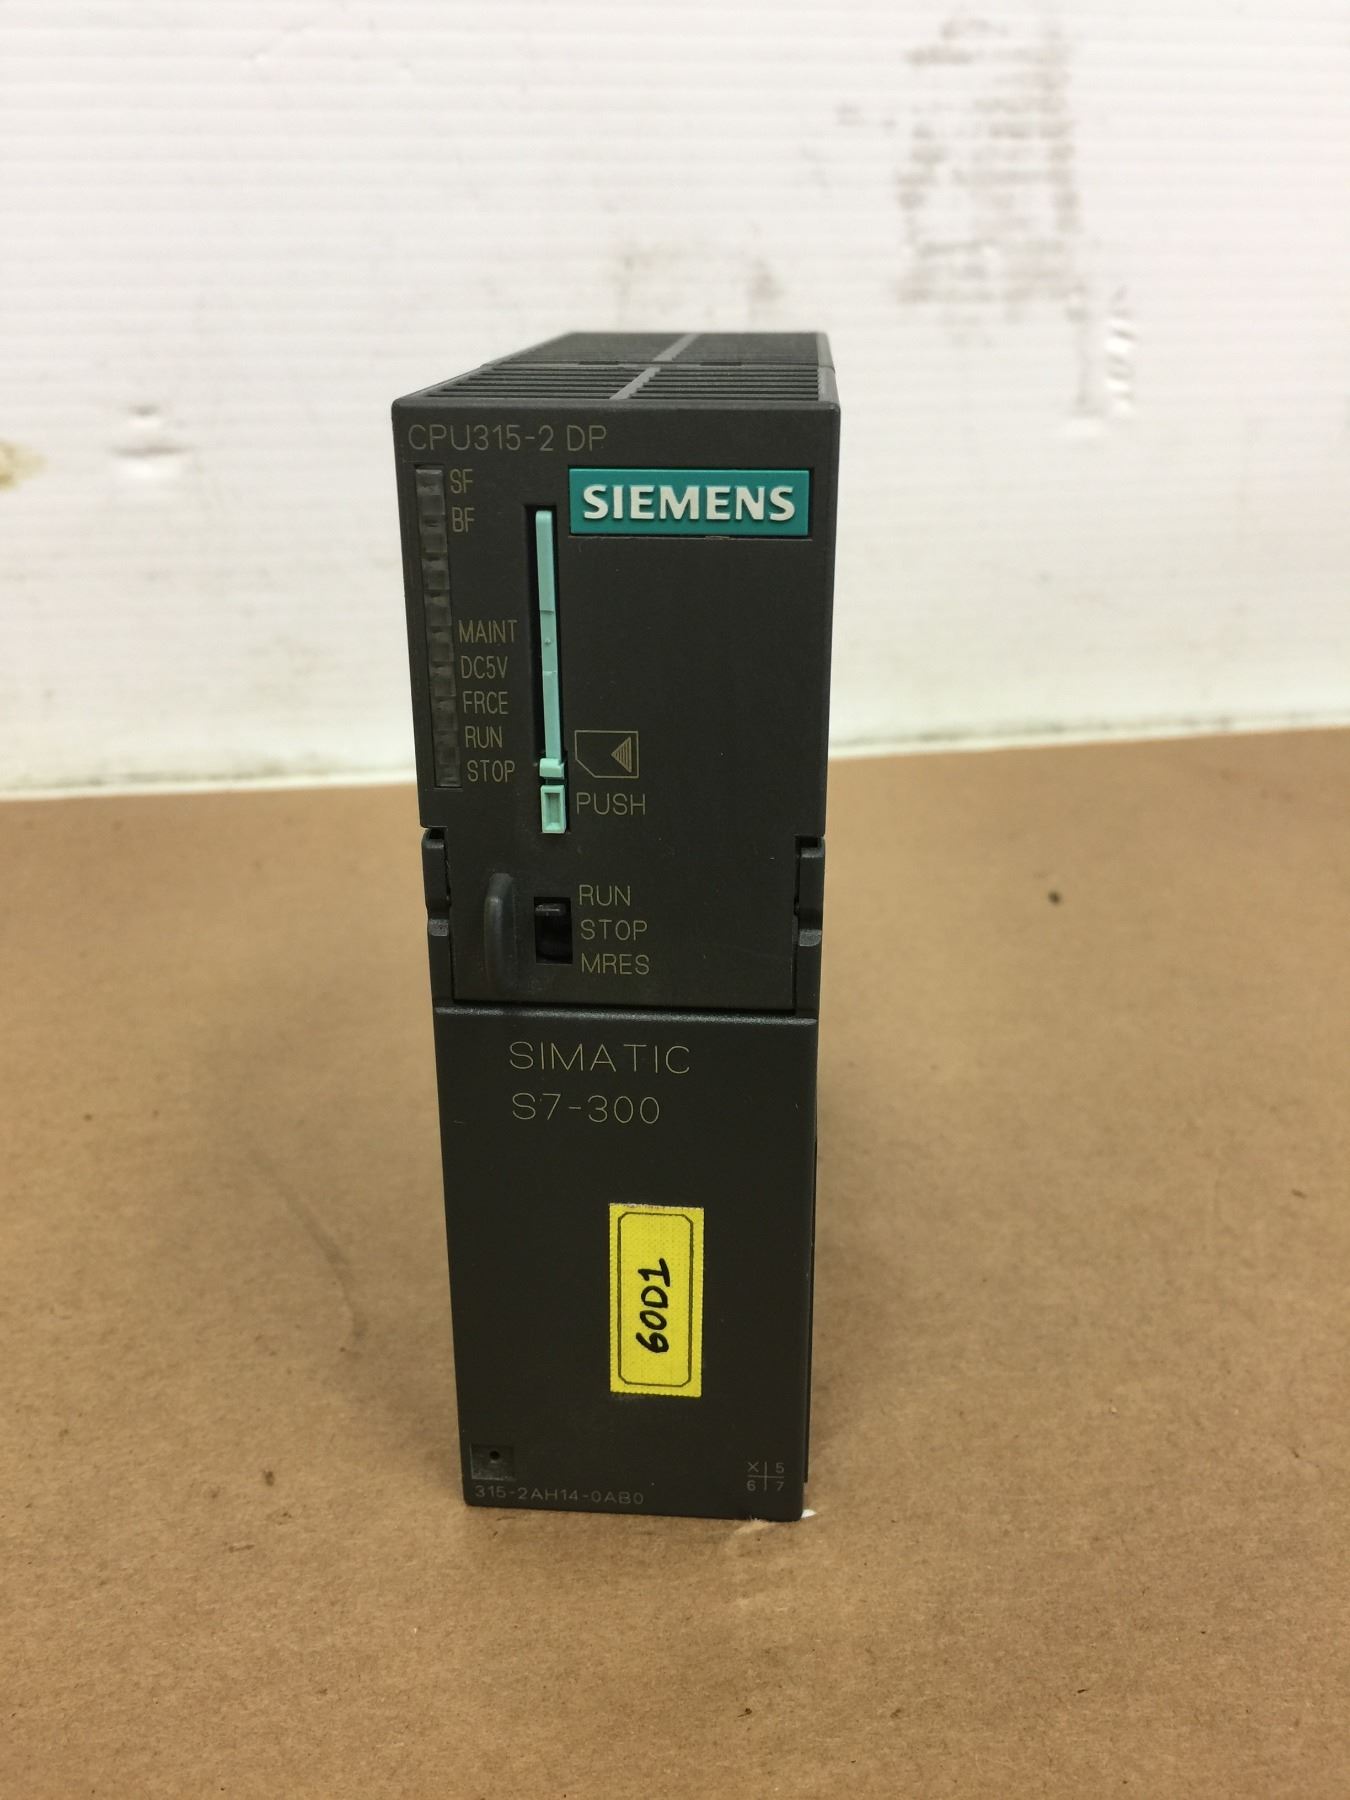 CPU315-2 DP
SIEMENS
SF
BF
MAINT
DC5V
FRCE
RUN
STOP
PUSH
RUN
STOP
MRES
SIMATIC
S7-300
60D1
X 5
6 7
315-2AH14-0AB0